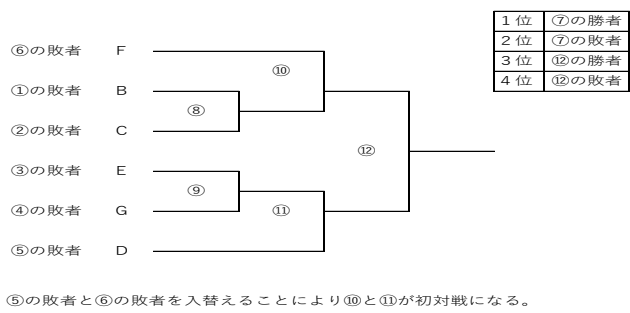 1位 ⑦の勝者
2位 ⑦の敗者
3位 ⑫の勝者
4位 ⑫の敗者
⑥の敗者 F
⑩
①の敗者 B
⑧
②の敗者 C
⑫
③の敗者 E
⑨
④の敗者 G
⑪
⑤の敗者 D
⑤の敗者と⑥の敗者を入替えることにより⑩と⑪が初対戦になる。